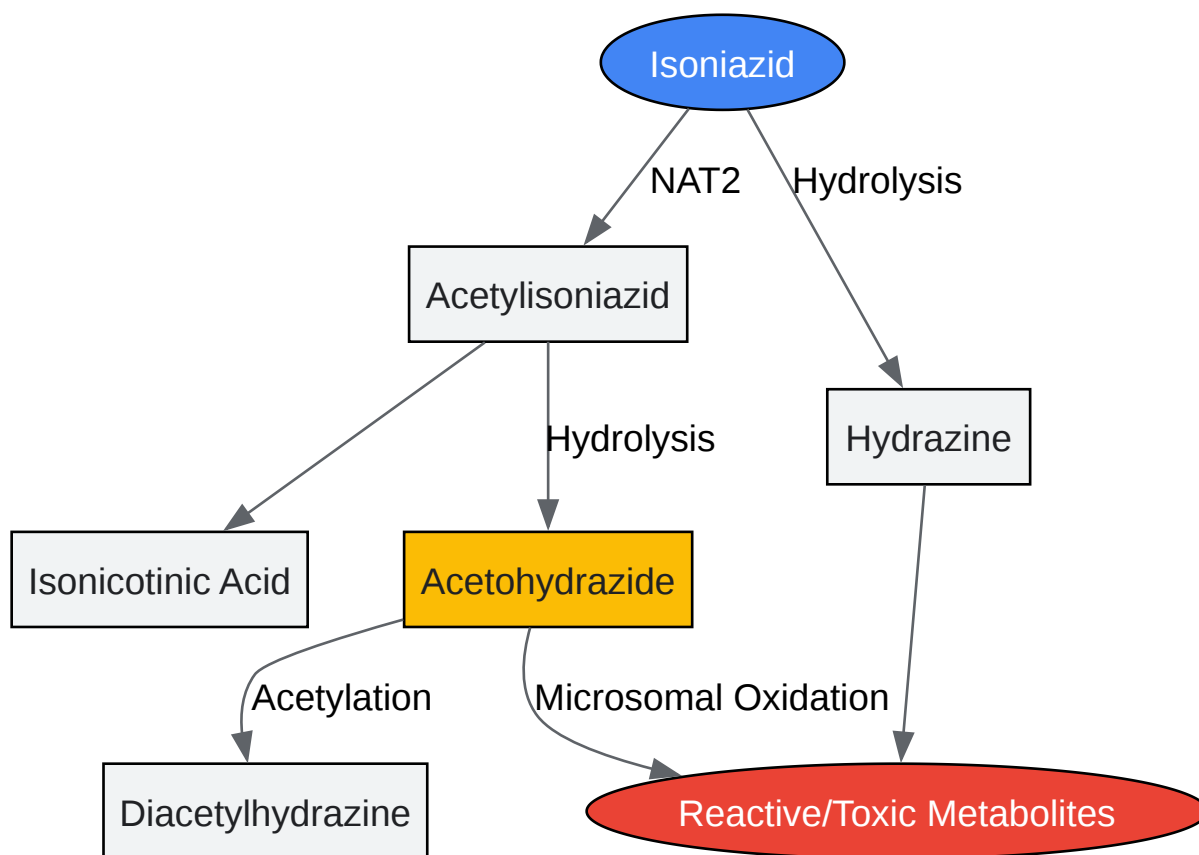 Isoniazid
NAT2
Hydrolysis
Acetylisoniazid
Hydrolysis
Hydrazine
Isonicotinic Acid
Acetohydrazide
Acetylation
Microsomal Oxidation
Diacetylhydrazine
Reactive/Toxic Metabolites